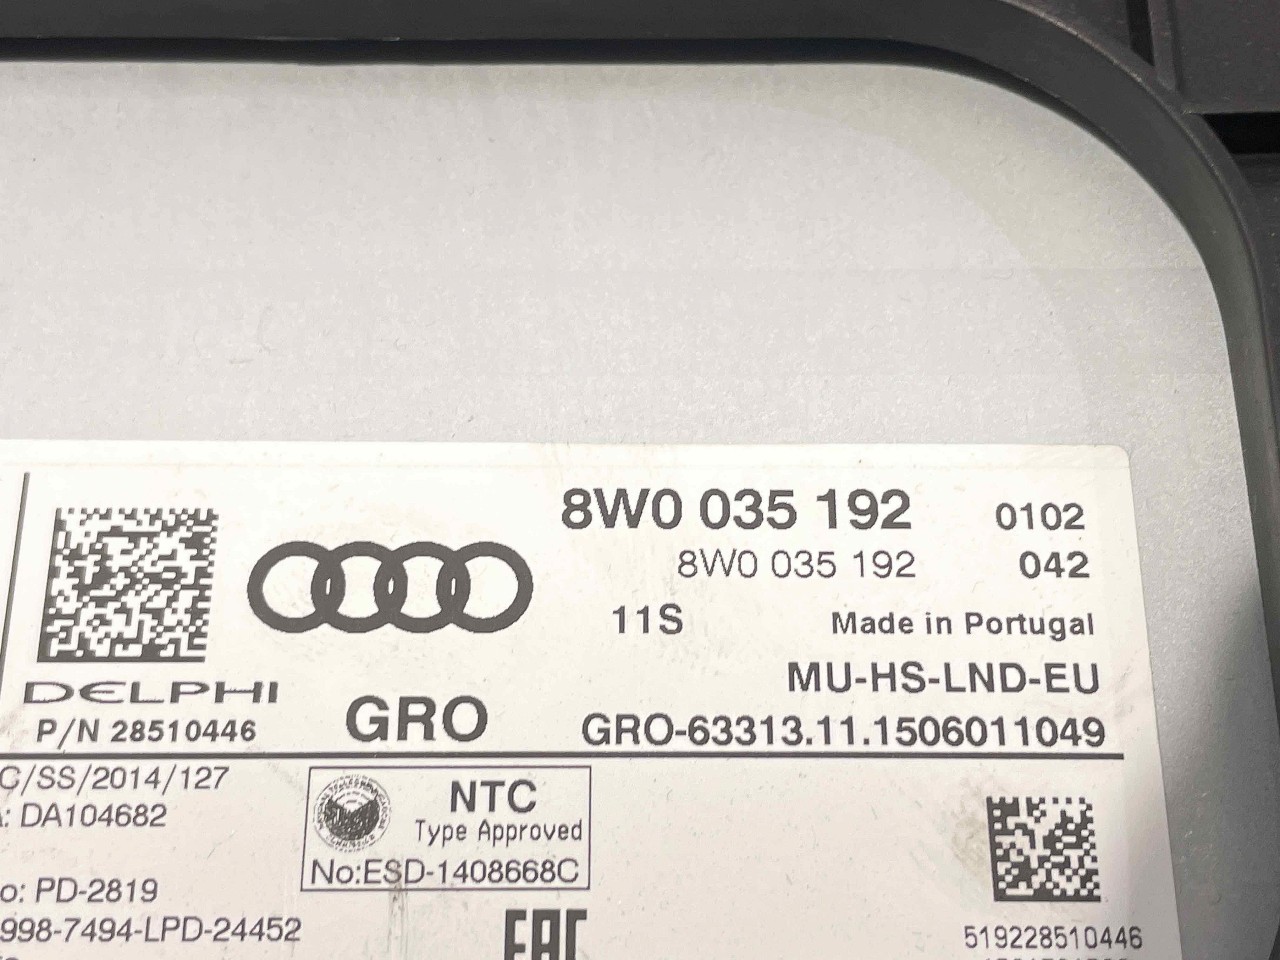 8W0 035 192 0102
8W0 035 192 042
11S Made in Portugal
MU-HS-LND-EU
DELPHI
P/N 28510446
GRO
GRO-63313.11.1506011049
C/SS/2014/127
: DA104682
NTC
Type Approved
No:ESD-1408668C
o: PD-2819
998-7494-LPD-24452
EAC
519228510446